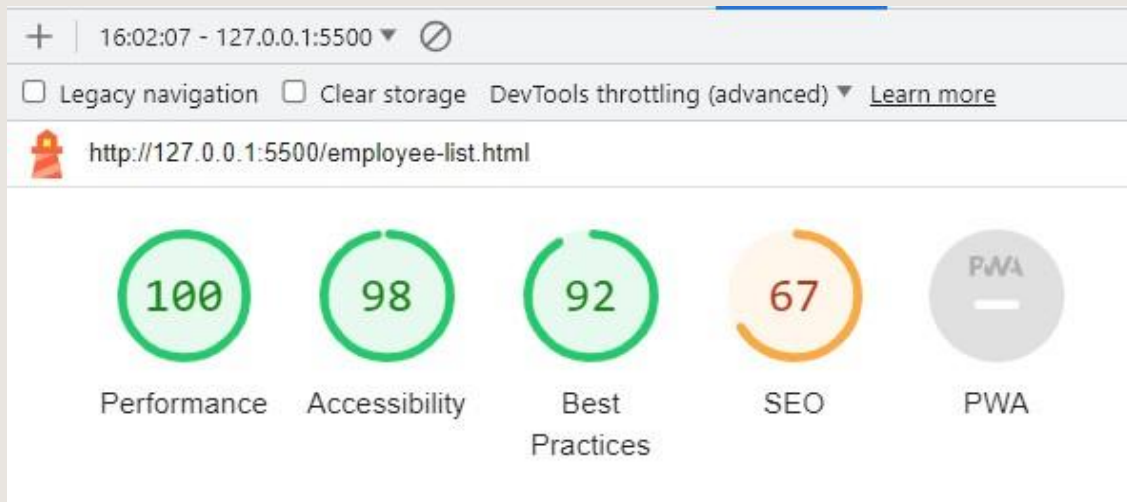 16:02:07 - 127.0.0.1:5500
Legacy navigation Clear storage DevTools throttling (advanced) Learn more
http://127.0.0.1:5500/employee-list.html
100 98 92 67 PWA
Performance Accessibility Best Practices SEO PWA